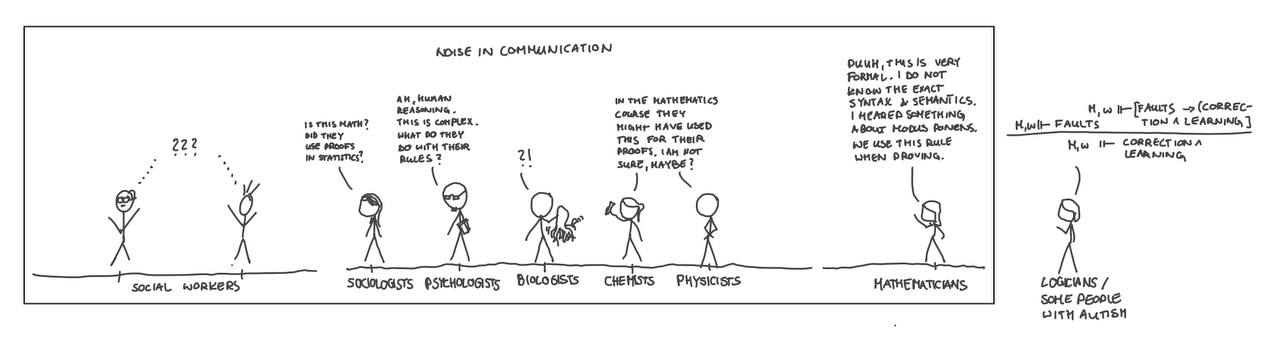 NOISE IN COMMUNICATION
???
SOCIAL WORKERS
IS THIS MATH?
DID THEY
USE PROOFS
IN STATISTICS?
SOCIOLOGISTS
AH, HUMAN
REASONING.
THIS IS COMPLEX.
WHAT DO THEY
DO WITH THEIR
RULES?
PSYCHOLOGISTS
?!
BIOLOGISTS
IN THE MATHEMATICS
COURSE THEY
MIGHT HAVE USED
THIS FOR THEIR
PROOFS, I AM NOT
SURE, MAYBE?
CHEMISTS
PHYSICISTS
PUUH, THIS IS VERY
FORMAL. I DO NOT
KNOW THE EXACT
SYNTAX & SEMANTICS.
I HEARED SOMETHING
ABOUT MODUS PONENS.
WE USE THIS RULE
WHEN PROVING.
MATHEMATICIANS
M,W ⊩ FAULTS
M,W ⊩ [FAULTS → (CORREC-
TION ∧ LEARNING]
M,W ⊩ CORRECTION ∧
LEARNING
LOGICIANS /
SOME PEOPLE
WITH AUTISM